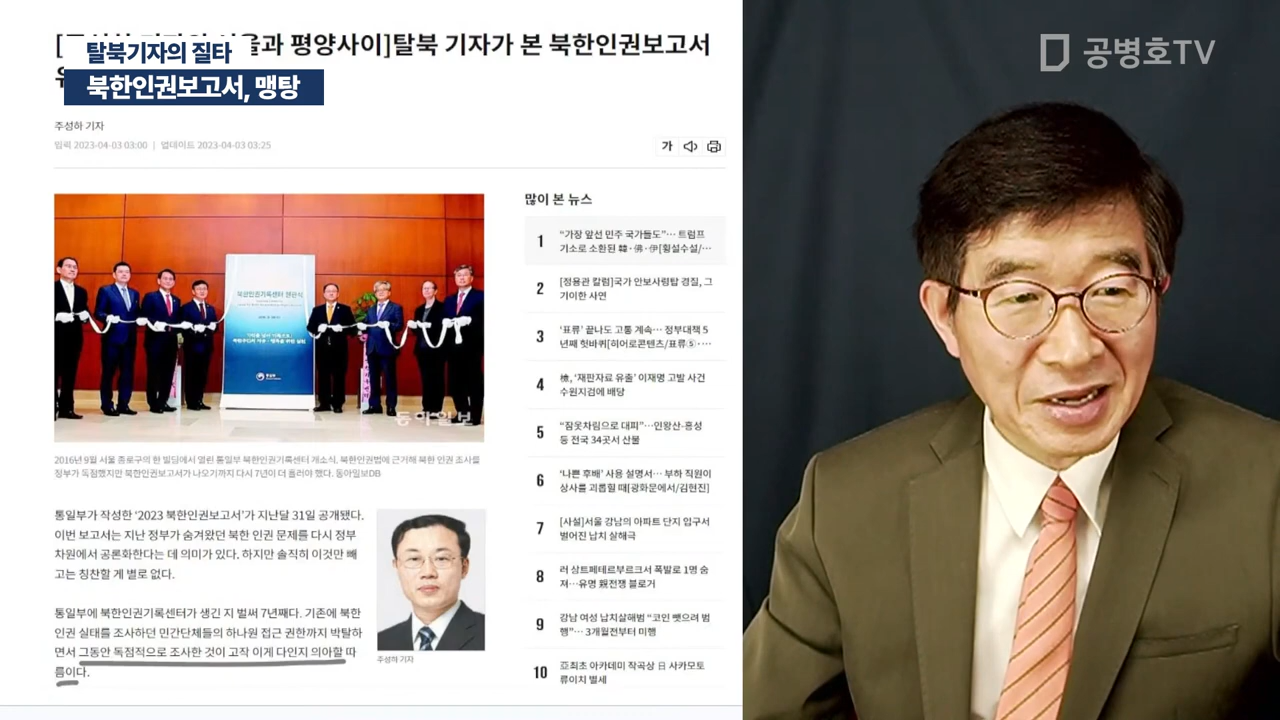 탈북기자의 질타
북한인권보고서, 맹탕
과 평양사이]탈북 기자가 본 북한인권보고서
공병호TV
주성하 기자
입력 2023-04-03 03:00 | 업데이트 2023-04-03 03:25
가
북한인권기록센터 현판식
동아일보
2016년 9월 서울 종로구의 한 빌딩에서 열린 통일부 북한인권기록센터 개소식. 북한인권법에 근거해 북한 인권 조사를
정부가 독점했지만 북한인권보고서가 나오기까지 다시 7년이 더 흘러야 했다. 동아일보DB
통일부가 작성한 ‘2023 북한인권보고서’가 지난달 31일 공개됐다.
이번 보고서는 지난 정부가 숨겨왔던 북한 인권 문제를 다시 정부
차원에서 공론화한다는 데 의미가 있다. 하지만 솔직히 이것만 빼
고는 칭찬할 게 별로 없다.
통일부에 북한인권기록센터가 생긴 지 벌써 7년째다. 기존에 북한
인권 실태를 조사하던 민간단체들의 하나원 접근 권한까지 박탈하
면서 그동안 독점적으로 조사한 것이 고작 이게 다인지 의아할 따
름이다.
주성하 기자
많이 본 뉴스
1 “가장 앞선 민주 국가들도”… 트럼프
기소로 소환된 韓·佛·伊[횡설수설/…
2 [정용관 칼럼]국가 안보사령탑 경질, 그
기이한 사연
3 ‘표류’ 끝나도 고통 계속… 정부대책 5
년째 헛바퀴[히어로콘텐츠/표류⑤·…
4 檢, ‘재판자료 유출’ 이재명 고발 사건
수원지검에 배당
5 “잠옷차림으로 대피”…인왕산-홍성
등 전국 34곳서 산불
6 ‘나쁜 후배’ 사용 설명서… 부하 직원이
상사를 괴롭힐 때[광화문에서/김현진]
7 [사설]서울 강남의 아파트 단지 입구서
벌어진 납치 살해극
8 러 상트페테르부르크서 폭발로 1명 숨
져…유명 親전쟁 블로거
9 강남 여성 납치살해범 “코인 뺏으려 범
행”… 3개월전부터 미행
10 亞최초 아카데미 작곡상 日 사카모토
류이치 별세